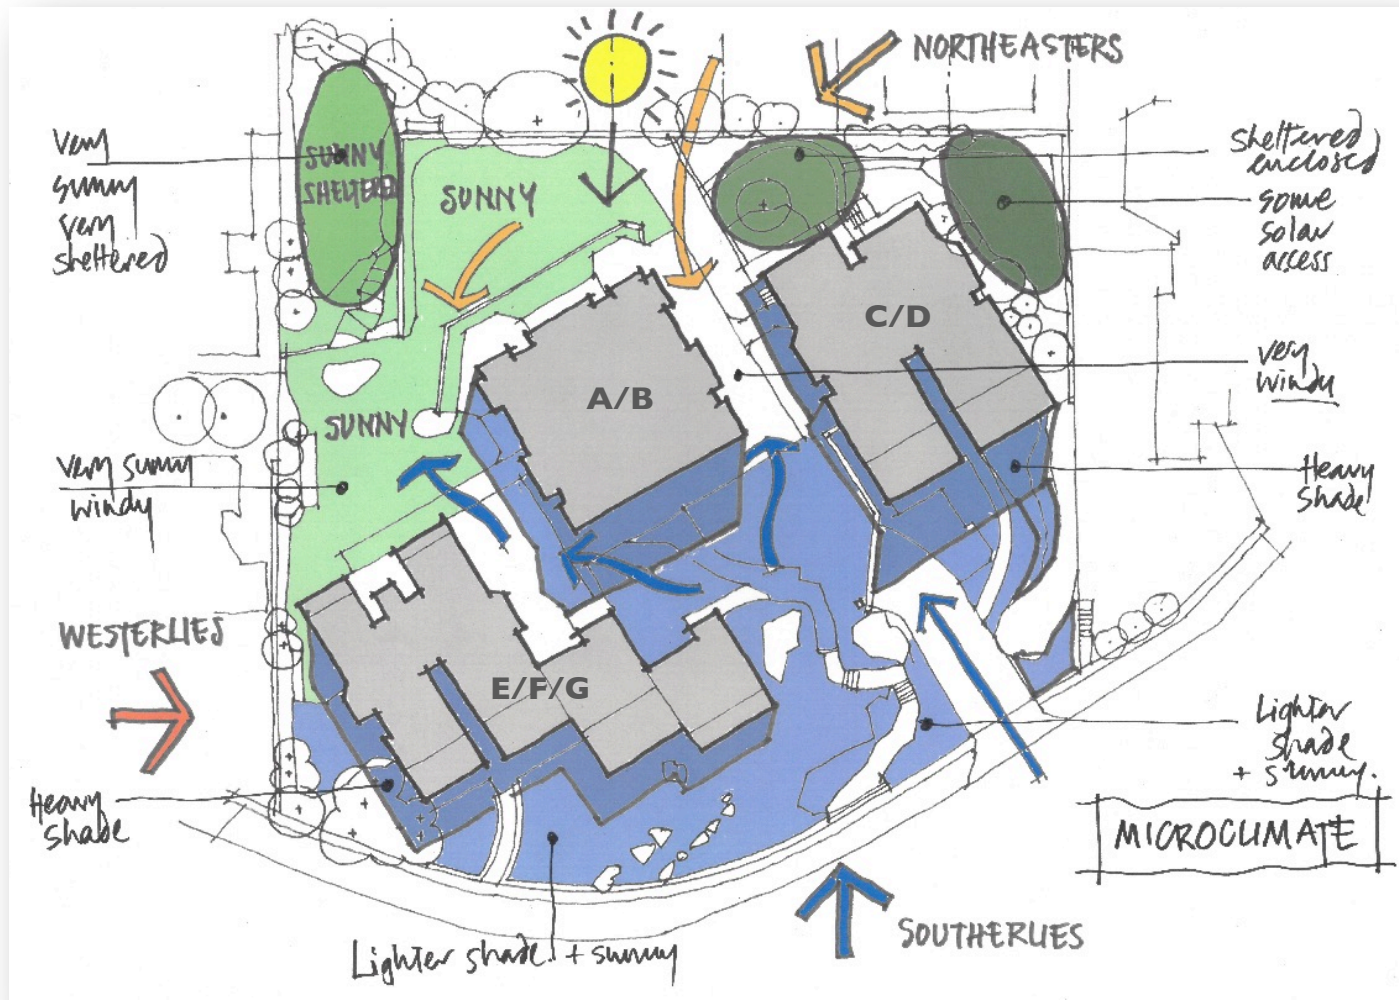 NORTHEASTERS
very
sunny
very
sheltered
SUNNY
SHELTERED
SUNNY
sheltered
enclosed
some
solar
access
C/D
very
windy
A/B
SUNNY
very sunny
windy
Heavy
shade
WESTERLIES
E/F/G
Heavy
shade
Lighter
shade
+ sunny.
MICROCLIMATE
SOUTHERLIES
Lighter shade + sunny